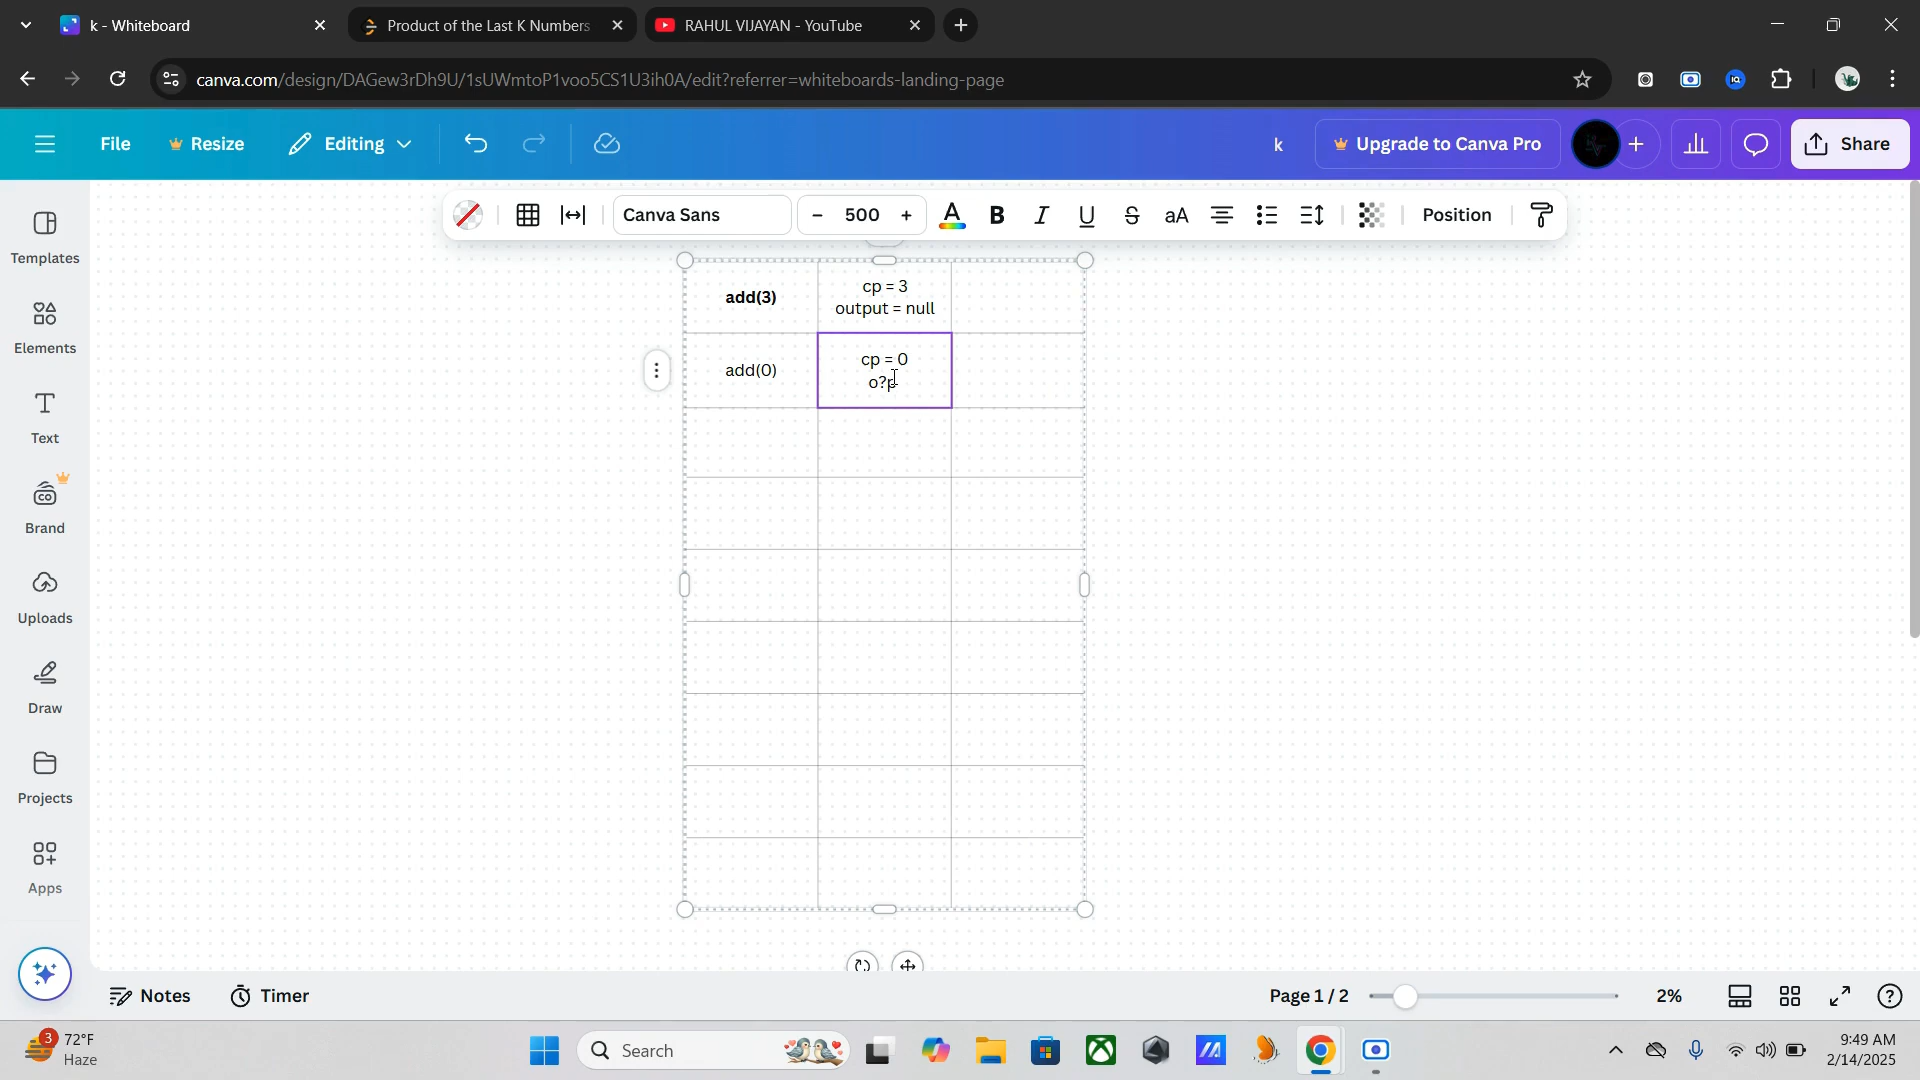 k - Whiteboard
Product of the Last K Numbers
RAHUL VIJAYAN - YouTube
canva.com/design/DAGew3rDh9U/1sUWmtoP1voo5CS1U3ih0A/edit?referrer=whiteboards-landing-page
File
Resize
Editing
k
Upgrade to Canva Pro
Share
Canva Sans
- 500 +
A
B
I
U
S
aA
Position
Templates
Elements
Text
Brand
Uploads
Draw
Projects
Apps
add(3)
cp = 3
output = null
add(0)
cp = 0
o?p
Notes
Timer
Page 1 / 2
2%
3
72°F
Haze
Search
9:49 AM
2/14/2025